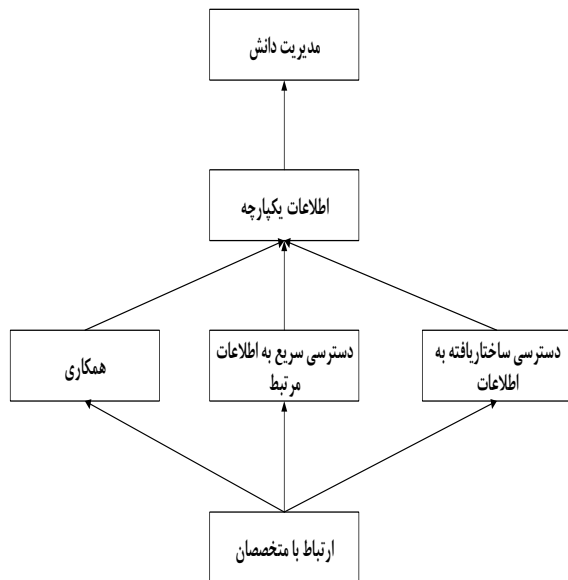 مدیریت دانش
اطلاعات یکپارچه
دسترسی ساختاریافته به
اطلاعات
دسترسی سریع به اطلاعات
مرتبط
همکاری
ارتباط با متخصصان